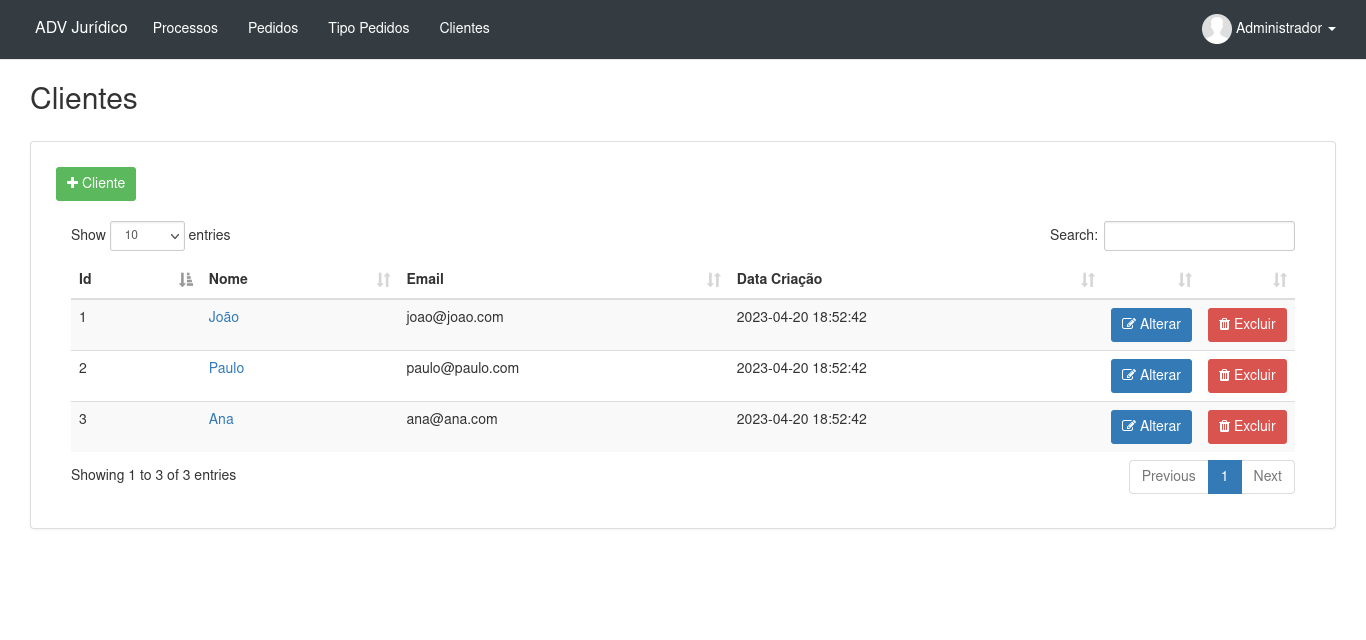 ADV Jurídico Processos Pedidos Tipo Pedidos Clientes Administrador
Clientes
Cliente
Show 10 entries Search:
Id Nome Email Data Criação
1 João joao@joao.com 2023-04-20 18:52:42 Alterar Excluir
2 Paulo paulo@paulo.com 2023-04-20 18:52:42 Alterar Excluir
3 Ana ana@ana.com 2023-04-20 18:52:42 Alterar Excluir
Showing 1 to 3 of 3 entries Previous 1 Next